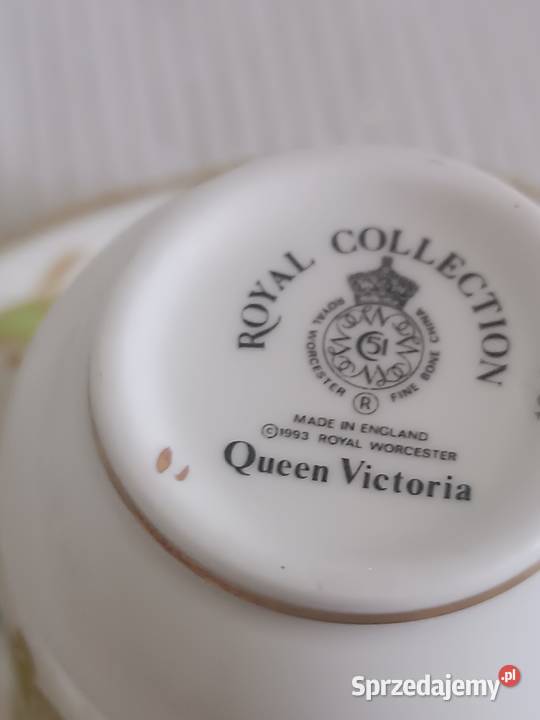 ROYAL COLLECTION
ROYAL WORCESTER
FINE BONE CHINA
51
R
MADE IN ENGLAND
©1993 ROYAL WORCESTER
Queen Victoria
Sprzedajemy.pl